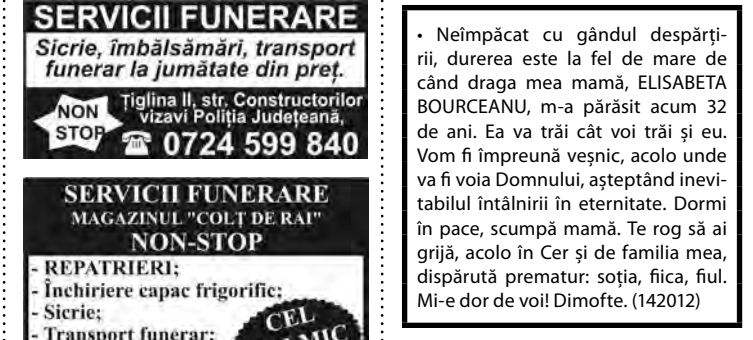 SERVICII FUNERARE
Sicrie, îmbălsămări, transport
funerar la jumătate din preţ.
NON
STOP
Ţiglina II, str. Constructorilor
vizavi Poliţia Judeţeană,
☎ 0724 599 840
SERVICII FUNERARE
MAGAZINUL "COLŢ DE RAI"
NON-STOP
- REPATRIERI;
- Închiriere capac frigorific;
- Sicrie;
- Transport funerar;
CEL
• Neîmpăcat cu gândul despărți-
rii, durerea este la fel de mare de
când draga mea mamă, ELISABETA
BOURCEANU, m-a părăsit acum 32
de ani. Ea va trăi cât voi trăi și eu.
Vom fi împreună veșnic, acolo unde
va fi voia Domnului, așteptând inevi-
tabilul întâlnirii în eternitate. Dormi
în pace, scumpă mamă. Te rog să ai
grijă, acolo în Cer și de familia mea,
dispărută prematur: soția, fiica, fiul.
Mi-e dor de voi! Dimofte. (142012)